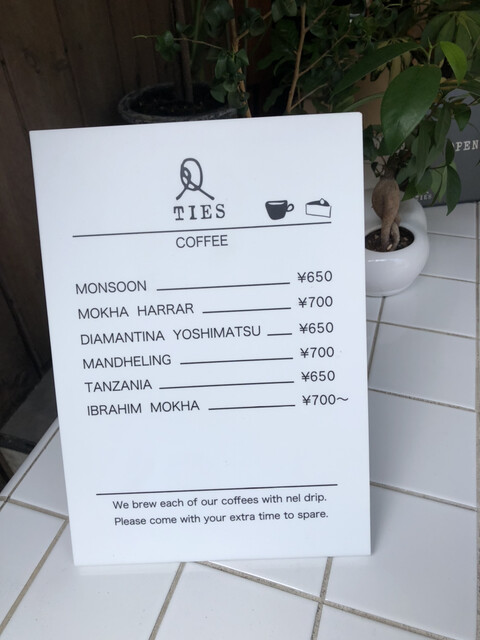 TIES
COFFEE
MONSOON ¥650
MOKHA HARRAR ¥700
DIAMANTINA YOSHIMATSU ¥650
MANDHELING ¥700
TANZANIA ¥650
IBRAHIM MOKHA ¥700〜
We brew each of our coffees with nel drip.
Please come with your extra time to spare.
PEN